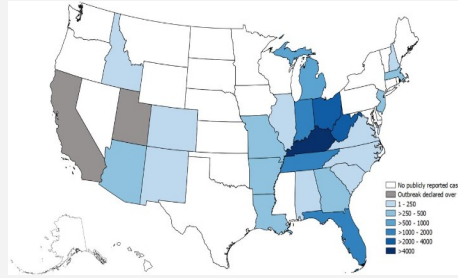 No publicly reported cas
Outbreak declared over
1 - 250
>250 - 500
>500 - 1000
>1000 - 2000
>2000 - 4000
>4000